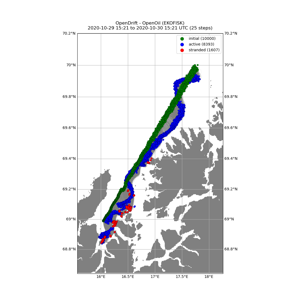 OpenDrift - OpenOil (EKOFISK)
2020-10-29 15:21 to 2020-10-30 15:21 UTC (25 steps)
70.2°N 70.2°N
initial (10000)
active (8393)
stranded (1607)
70°N 70°N
69.8°N 69.8°N
69.6°N 69.6°N
69.4°N 69.4°N
69.2°N 69.2°N
69°N 69°N
68.8°N 68.8°N
16°E 16.5°E 17°E 17.5°E 18°E